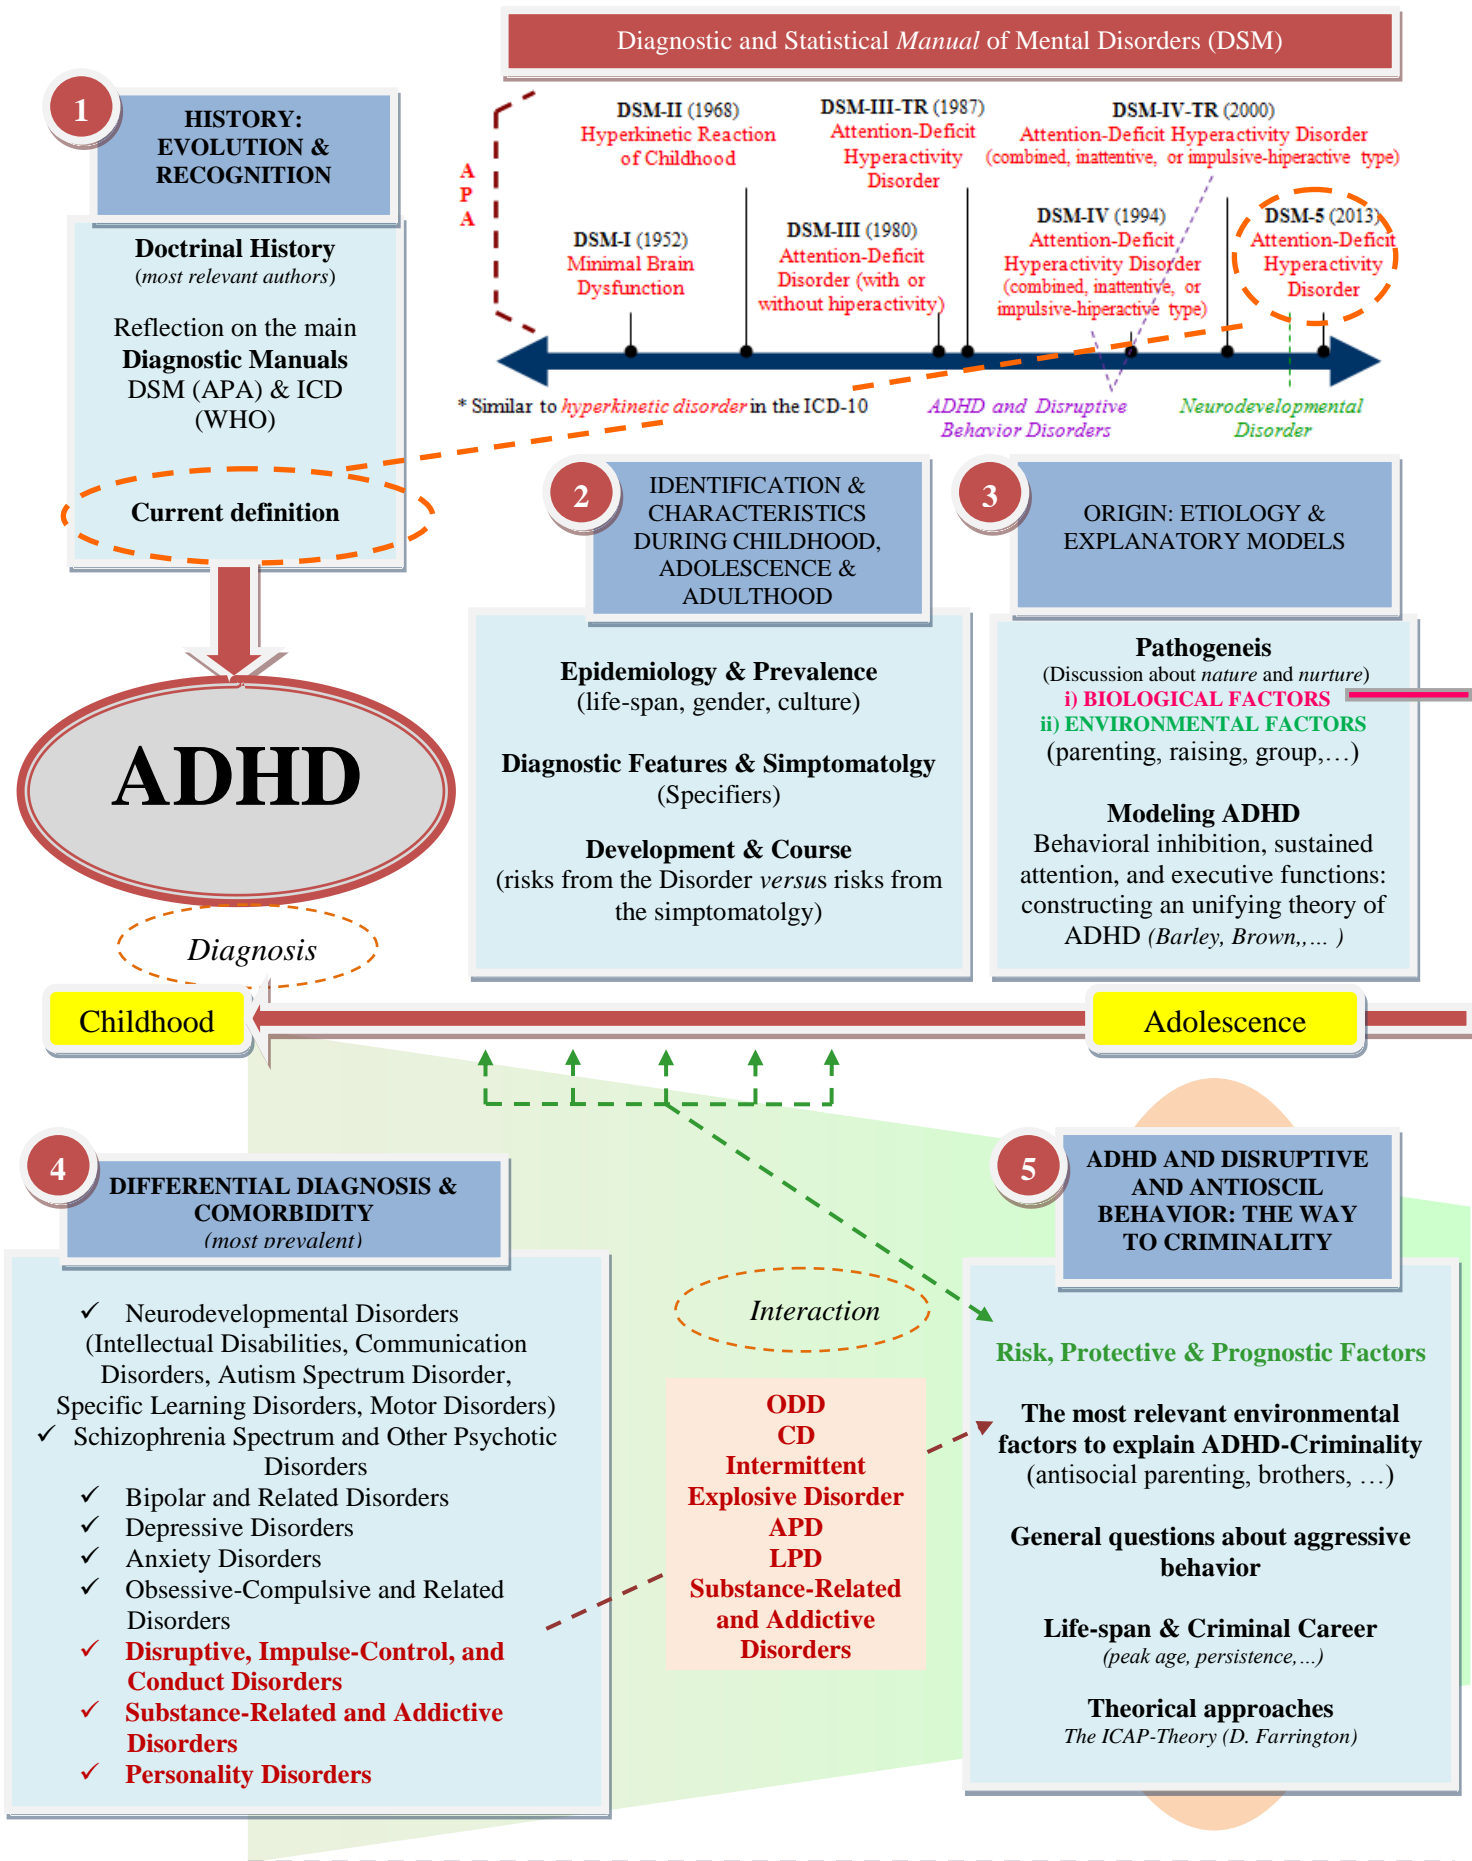 Diagnostic and Statistical Manual of Mental Disorders (DSM)
1
HISTORY:
EVOLUTION &
RECOGNITION
Doctrinal History
(most relevant authors)
Reflection on the main
Diagnostic Manuals
DSM (APA) & ICD
(WHO)
Current definition
A
P
A
DSM-II (1968)
Hyperkinetic Reaction
of Childhood
DSM-III-TR (1987)
Attention-Deficit
Hyperactivity
Disorder
DSM-IV-TR (2000)
Attention-Deficit Hyperactivity Disorder
(combined, inattentive, or impulsive-hiperactive type)
DSM-I (1952)
Minimal Brain
Dysfunction
DSM-III (1980)
Attention-Deficit
Disorder (with or
without hiperactivity)
DSM-IV (1994)
Attention-Deficit
Hyperactivity Disorder
(combined, inattentive, or
impulsive-hiperactive type)
DSM-5 (2013)
Attention-Deficit
Hyperactivity
Disorder
* Similar to hyperkinetic disorder in the ICD-10
ADHD and Disruptive
Behavior Disorders
Neurodevelopmental
Disorder
ADHD
Diagnosis
2
IDENTIFICATION &
CHARACTERISTICS
DURING CHILDHOOD,
ADOLESCENCE &
ADULTHOOD
Epidemiology & Prevalence
(life-span, gender, culture)
Diagnostic Features & Simptomatolgy
(Specifiers)
Development & Course
(risks from the Disorder versus risks from
the simptomatolgy)
3
ORIGIN: ETIOLOGY &
EXPLANATORY MODELS
Pathogeneis
(Discussion about nature and nurture)
i) BIOLOGICAL FACTORS
ii) ENVIRONMENTAL FACTORS
(parenting, raising, group,…)
Modeling ADHD
Behavioral inhibition, sustained
attention, and executive functions:
constructing an unifying theory of
ADHD (Barley, Brown,,… )
Childhood
Adolescence
4
DIFFERENTIAL DIAGNOSIS &
COMORBIDITY
(most prevalent)
✓ Neurodevelopmental Disorders
(Intellectual Disabilities, Communication
Disorders, Autism Spectrum Disorder,
Specific Learning Disorders, Motor Disorders)
✓ Schizophrenia Spectrum and Other Psychotic
Disorders
✓ Bipolar and Related Disorders
✓ Depressive Disorders
✓ Anxiety Disorders
✓ Obsessive-Compulsive and Related
Disorders
✓ Disruptive, Impulse-Control, and
Conduct Disorders
✓ Substance-Related and Addictive
Disorders
✓ Personality Disorders
Interaction
ODD
CD
Intermittent
Explosive Disorder
APD
LPD
Substance-Related
and Addictive
Disorders
5
ADHD AND DISRUPTIVE
AND ANTIOSCIL
BEHAVIOR: THE WAY
TO CRIMINALITY
Risk, Protective & Prognostic Factors
The most relevant environmental
factors to explain ADHD-Criminality
(antisocial parenting, brothers, …)
General questions about aggressive
behavior
Life-span & Criminal Career
(peak age, persistence,…)
Theorical approaches
The ICAP-Theory (D. Farrington)